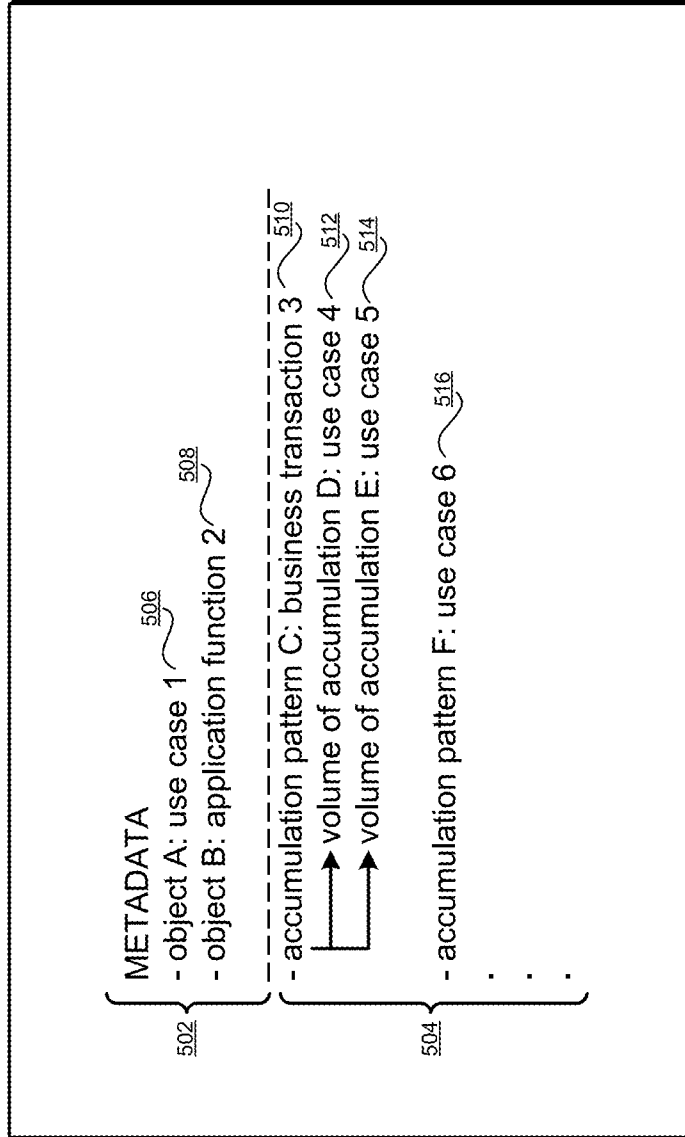 METADATA
- object A: use case 1 506
- object B: application function 2 508
502
- accumulation pattern C: business transaction 3 510
volume of accumulation D: use case 4 512
volume of accumulation E: use case 5 514
- accumulation pattern F: use case 6 516
504
.
.
.